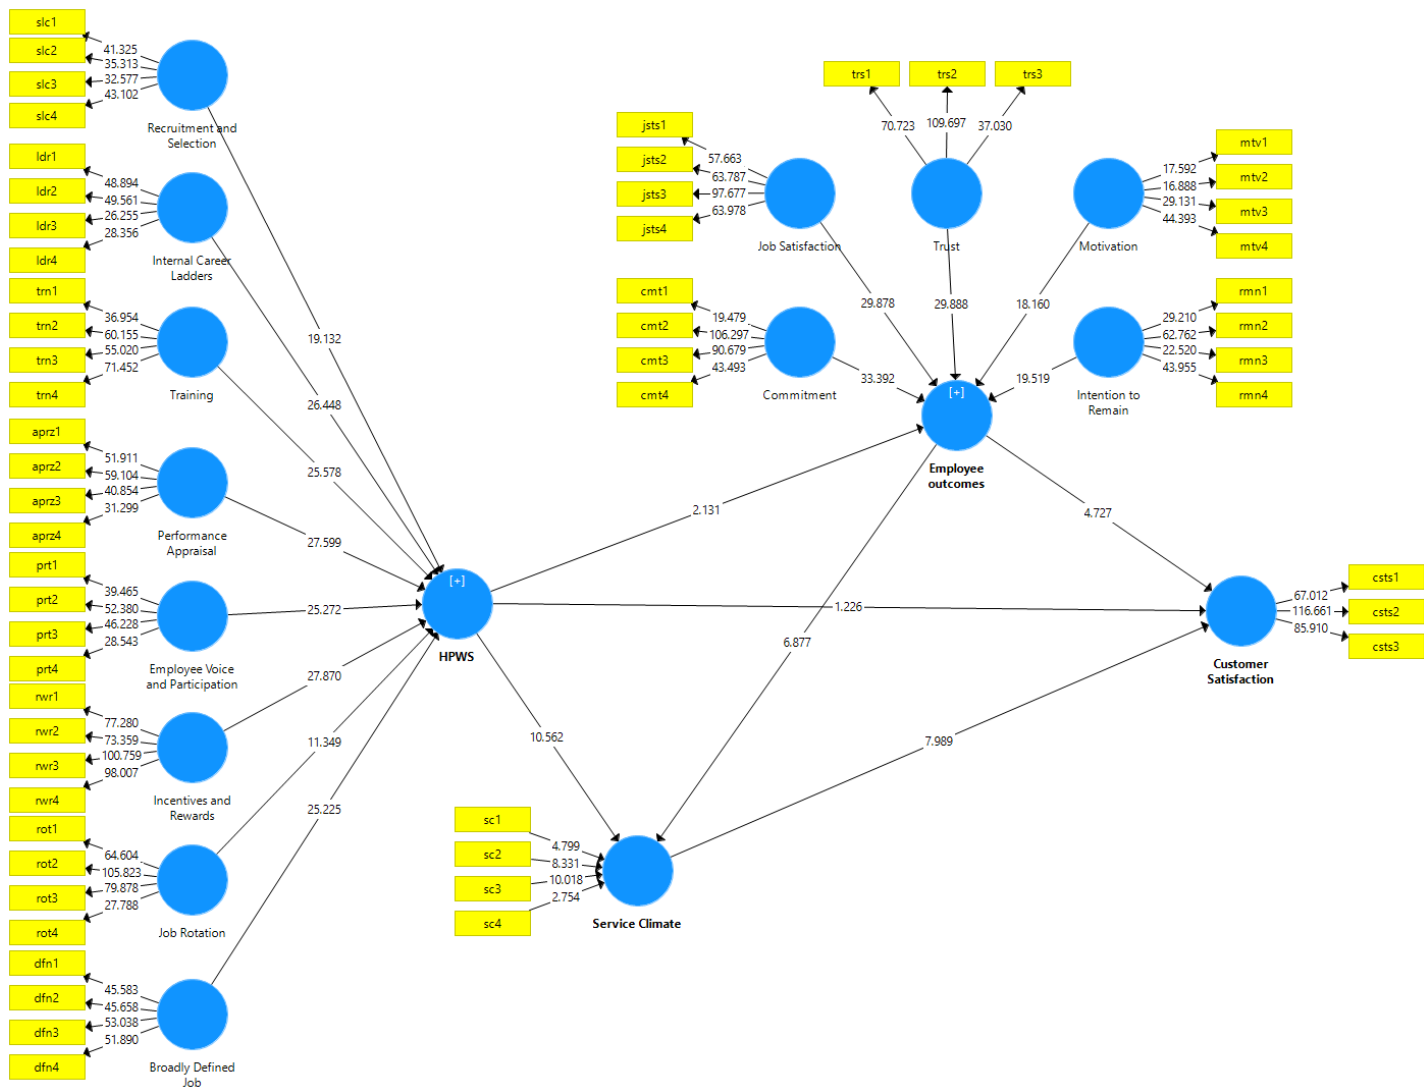 slc1
slc2
slc3
slc4
41.325
35.313
32.577
43.102
Recruitment and
Selection
ldr1
ldr2
ldr3
ldr4
48.894
49.561
26.255
28.356
Internal Career
Ladders
trn1
trn2
trn3
trn4
36.954
60.155
55.020
71.452
Training
aprz1
aprz2
aprz3
aprz4
51.911
59.104
40.854
31.299
Performance
Appraisal
prt1
prt2
prt3
prt4
39.465
52.380
46.228
28.543
Employee Voice
and Participation
rwr1
rwr2
rwr3
rwr4
77.280
73.359
100.759
98.007
Incentives and
Rewards
rot1
rot2
rot3
rot4
64.604
105.823
79.878
27.788
Job Rotation
dfn1
dfn2
dfn3
dfn4
45.583
45.658
53.038
51.890
Broadly Defined
Job
19.132
26.448
25.578
27.599
25.272
27.870
11.349
25.225
[+]
HPWS
jsts1
jsts2
jsts3
jsts4
57.663
63.787
97.677
63.978
Job Satisfaction
cmt1
cmt2
cmt3
cmt4
19.479
106.297
90.679
43.493
Commitment
trs1
trs2
trs3
70.723
109.697
37.030
Trust
mtv1
mtv2
mtv3
mtv4
17.592
16.888
29.131
44.393
Motivation
rmn1
rmn2
rmn3
rmn4
29.210
62.762
22.520
43.955
Intention to
Remain
29.878
29.888
18.160
33.392
19.519
[+]
Employee
outcomes
2.131
4.727
1.226
6.877
10.562
7.989
sc1
sc2
sc3
sc4
4.799
8.331
10.018
2.754
Service Climate
csts1
csts2
csts3
67.012
116.661
85.910
Customer
Satisfaction